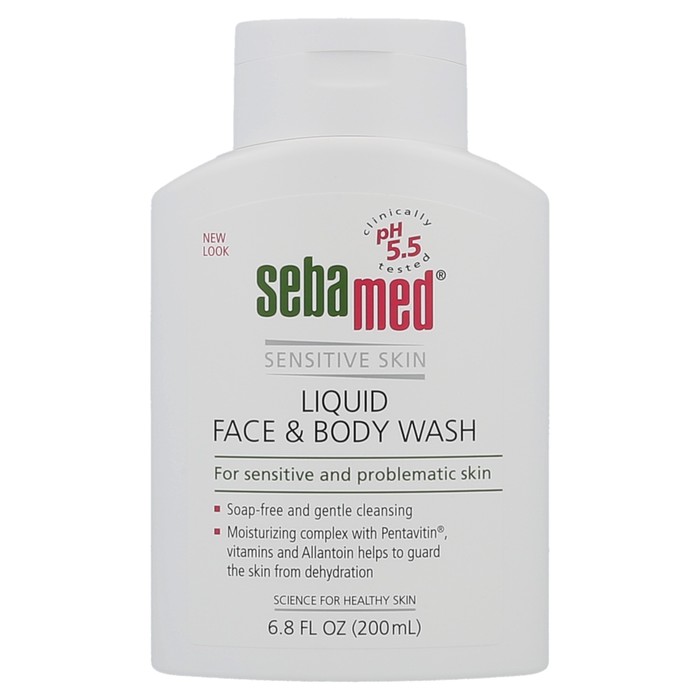 NEW
LOOK
clinically
pH
5.5
tested
sebamed®
SENSITIVE SKIN
LIQUID
FACE & BODY WASH
For sensitive and problematic skin
▪ Soap-free and gentle cleansing
▪ Moisturizing complex with Pentavitin®,
vitamins and Allantoin helps to guard
the skin from dehydration
SCIENCE FOR HEALTHY SKIN
6.8 FL OZ (200mL)